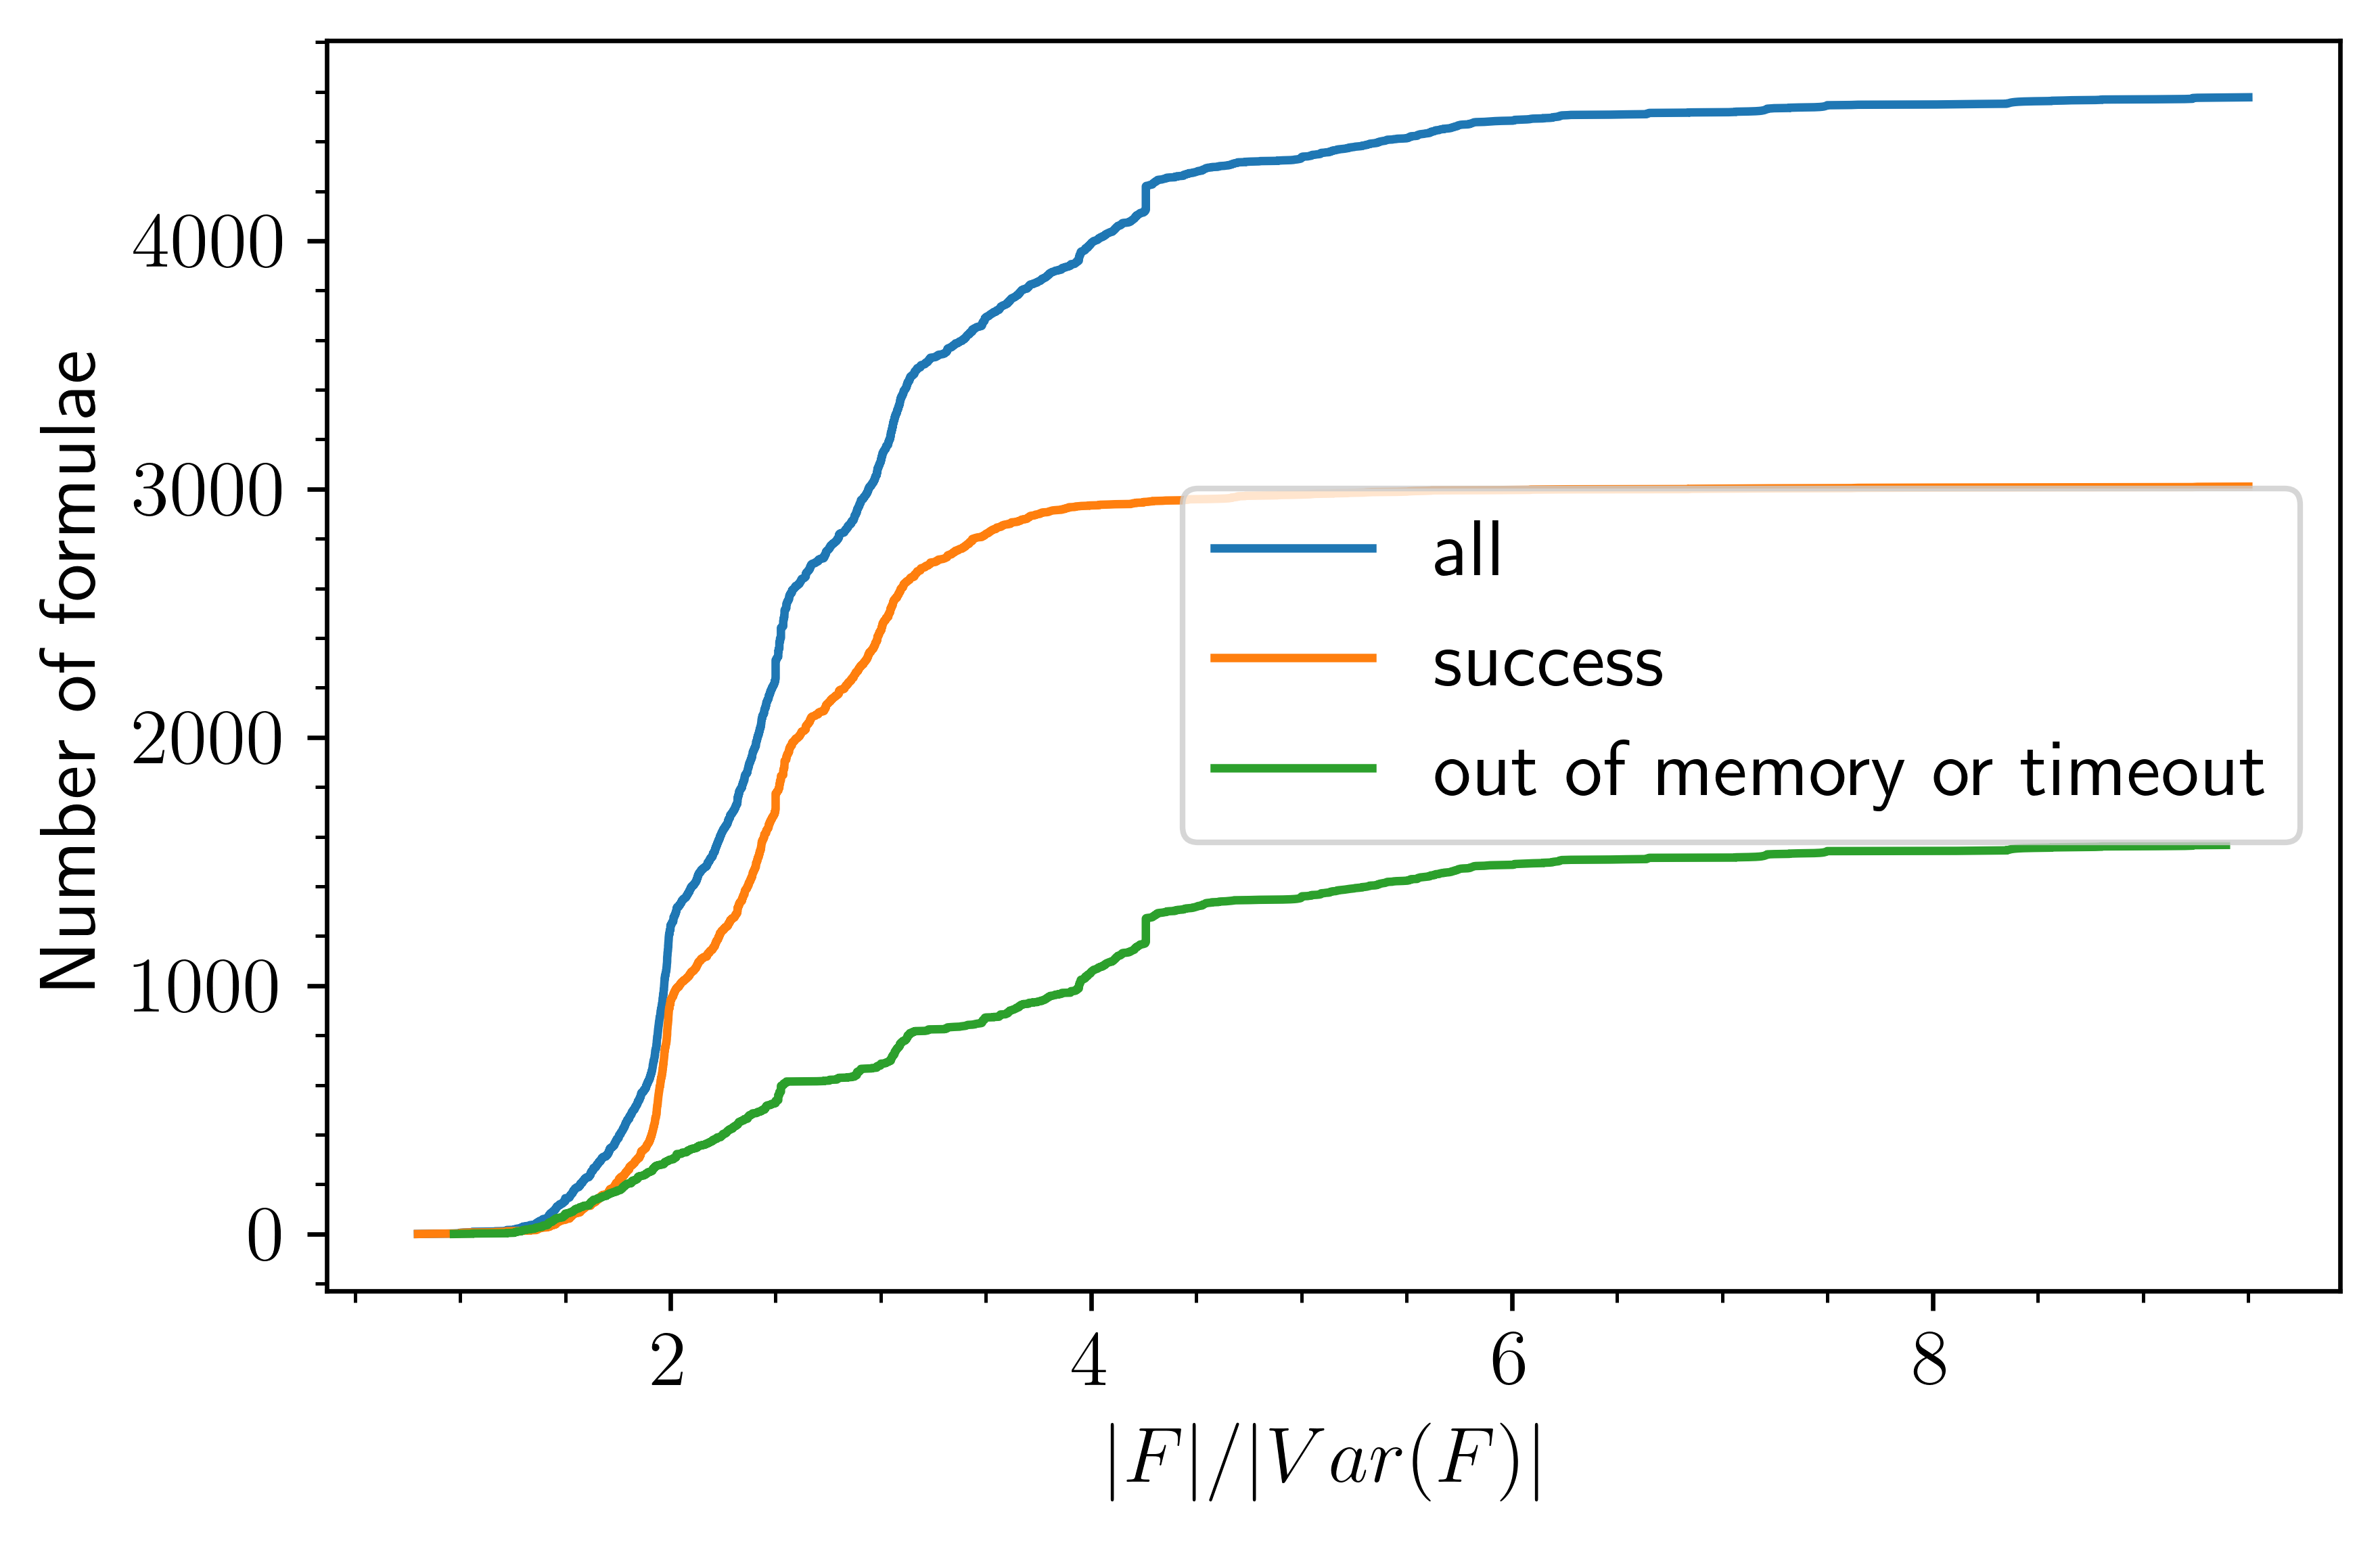 Number of formulae
4000
3000
2000
1000
0
all
success
out of memory or timeout
2 4 6 8
|F|/|Var(F)|